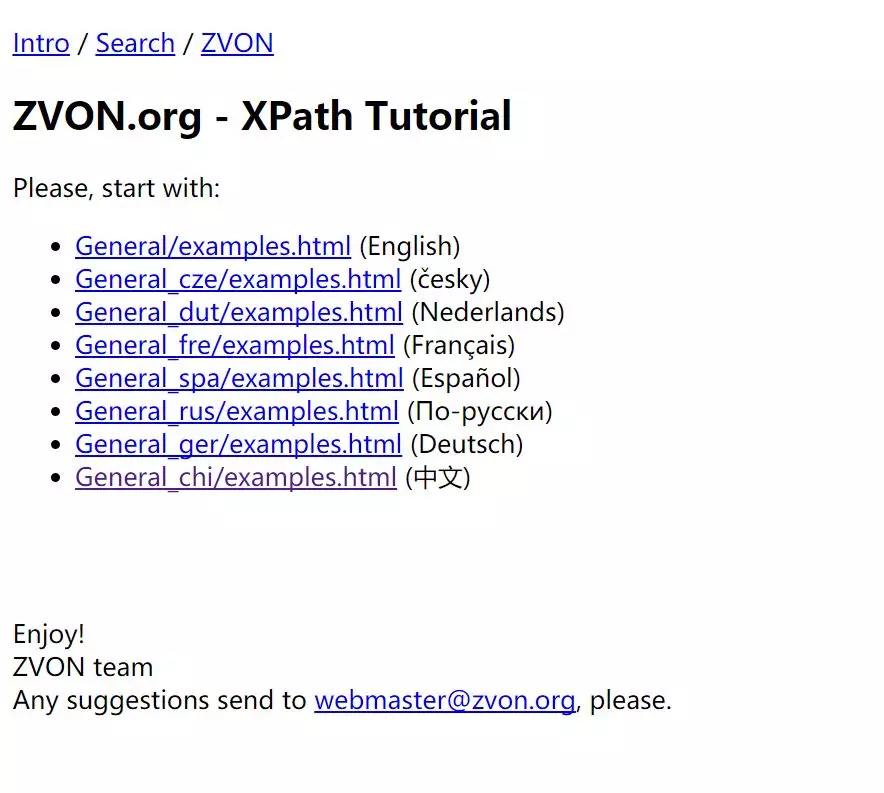 Intro / Search / ZVON
ZVON.org - XPath Tutorial
Please, start with:
• General/examples.html (English)
• General_cze/examples.html (česky)
• General_dut/examples.html (Nederlands)
• General_fre/examples.html (Français)
• General_spa/examples.html (Español)
• General_rus/examples.html (По-русски)
• General_ger/examples.html (Deutsch)
• General_chi/examples.html (中文)
Enjoy!
ZVON team
Any suggestions send to webmaster@zvon.org, please.